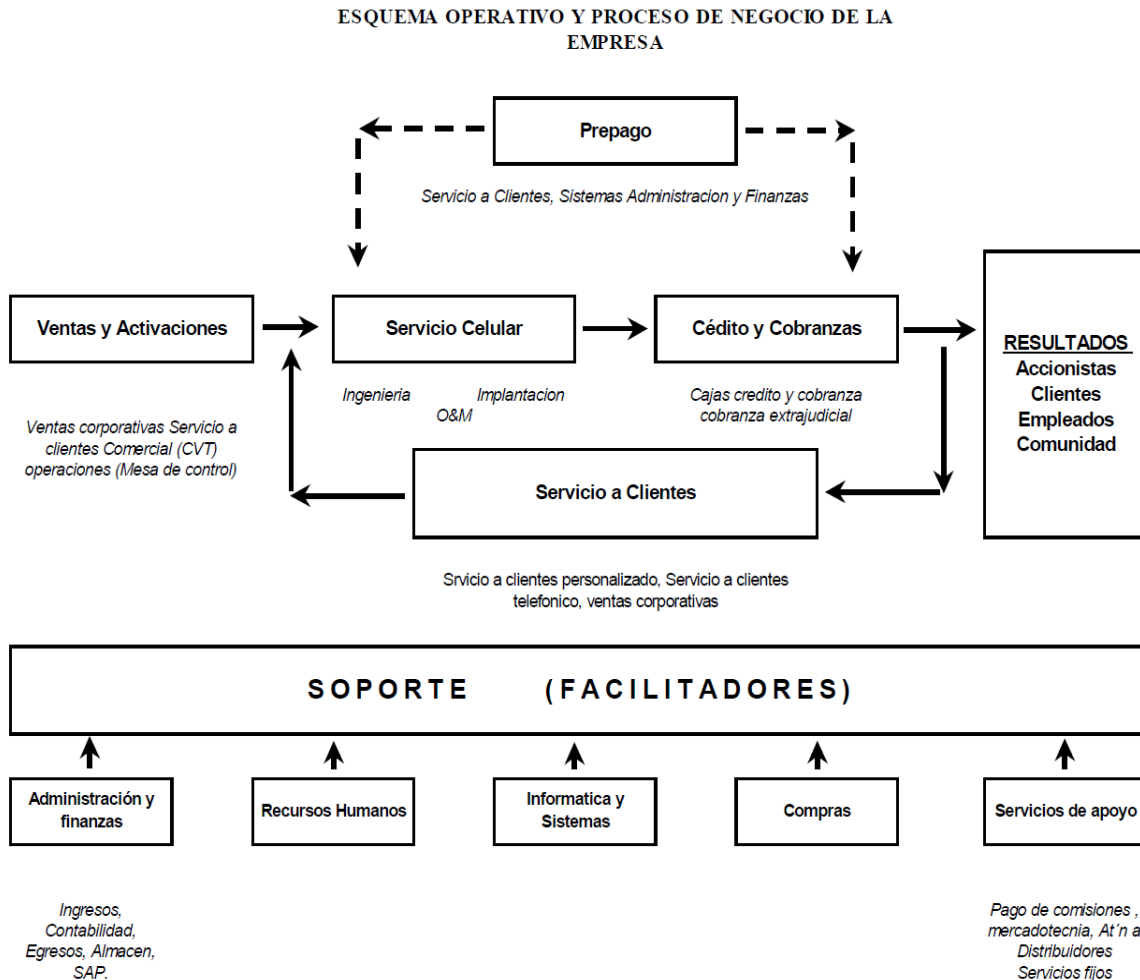 ESQUEMA OPERATIVO Y PROCESO DE NEGOCIO DE LA
EMPRESA
Prepago
Servicio a Clientes, Sistemas Administracion y Finanzas
Ventas y Activaciones
Servicio Celular
Cédito y Cobranzas
RESULTADOS
Accionistas
Clientes
Empleados
Comunidad
Ventas corporativas Servicio a
clientes Comercial (CVT)
operaciones (Mesa de control)
Ingenieria Implantacion
O&M
Cajas credito y cobranza
cobranza extrajudicial
Servicio a Clientes
Srvicio a clientes personalizado, Servicio a clientes
telefonico, ventas corporativas
SOPORTE (FACILITADORES)
Administración y
finanzas
Recursos Humanos
Informatica y
Sistemas
Compras
Servicios de apoyo
Ingresos,
Contabilidad,
Egresos, Almacen,
SAP.
Pago de comisiones ,
mercadotecnia, At´n a
Distribuidores
Servicios fijos